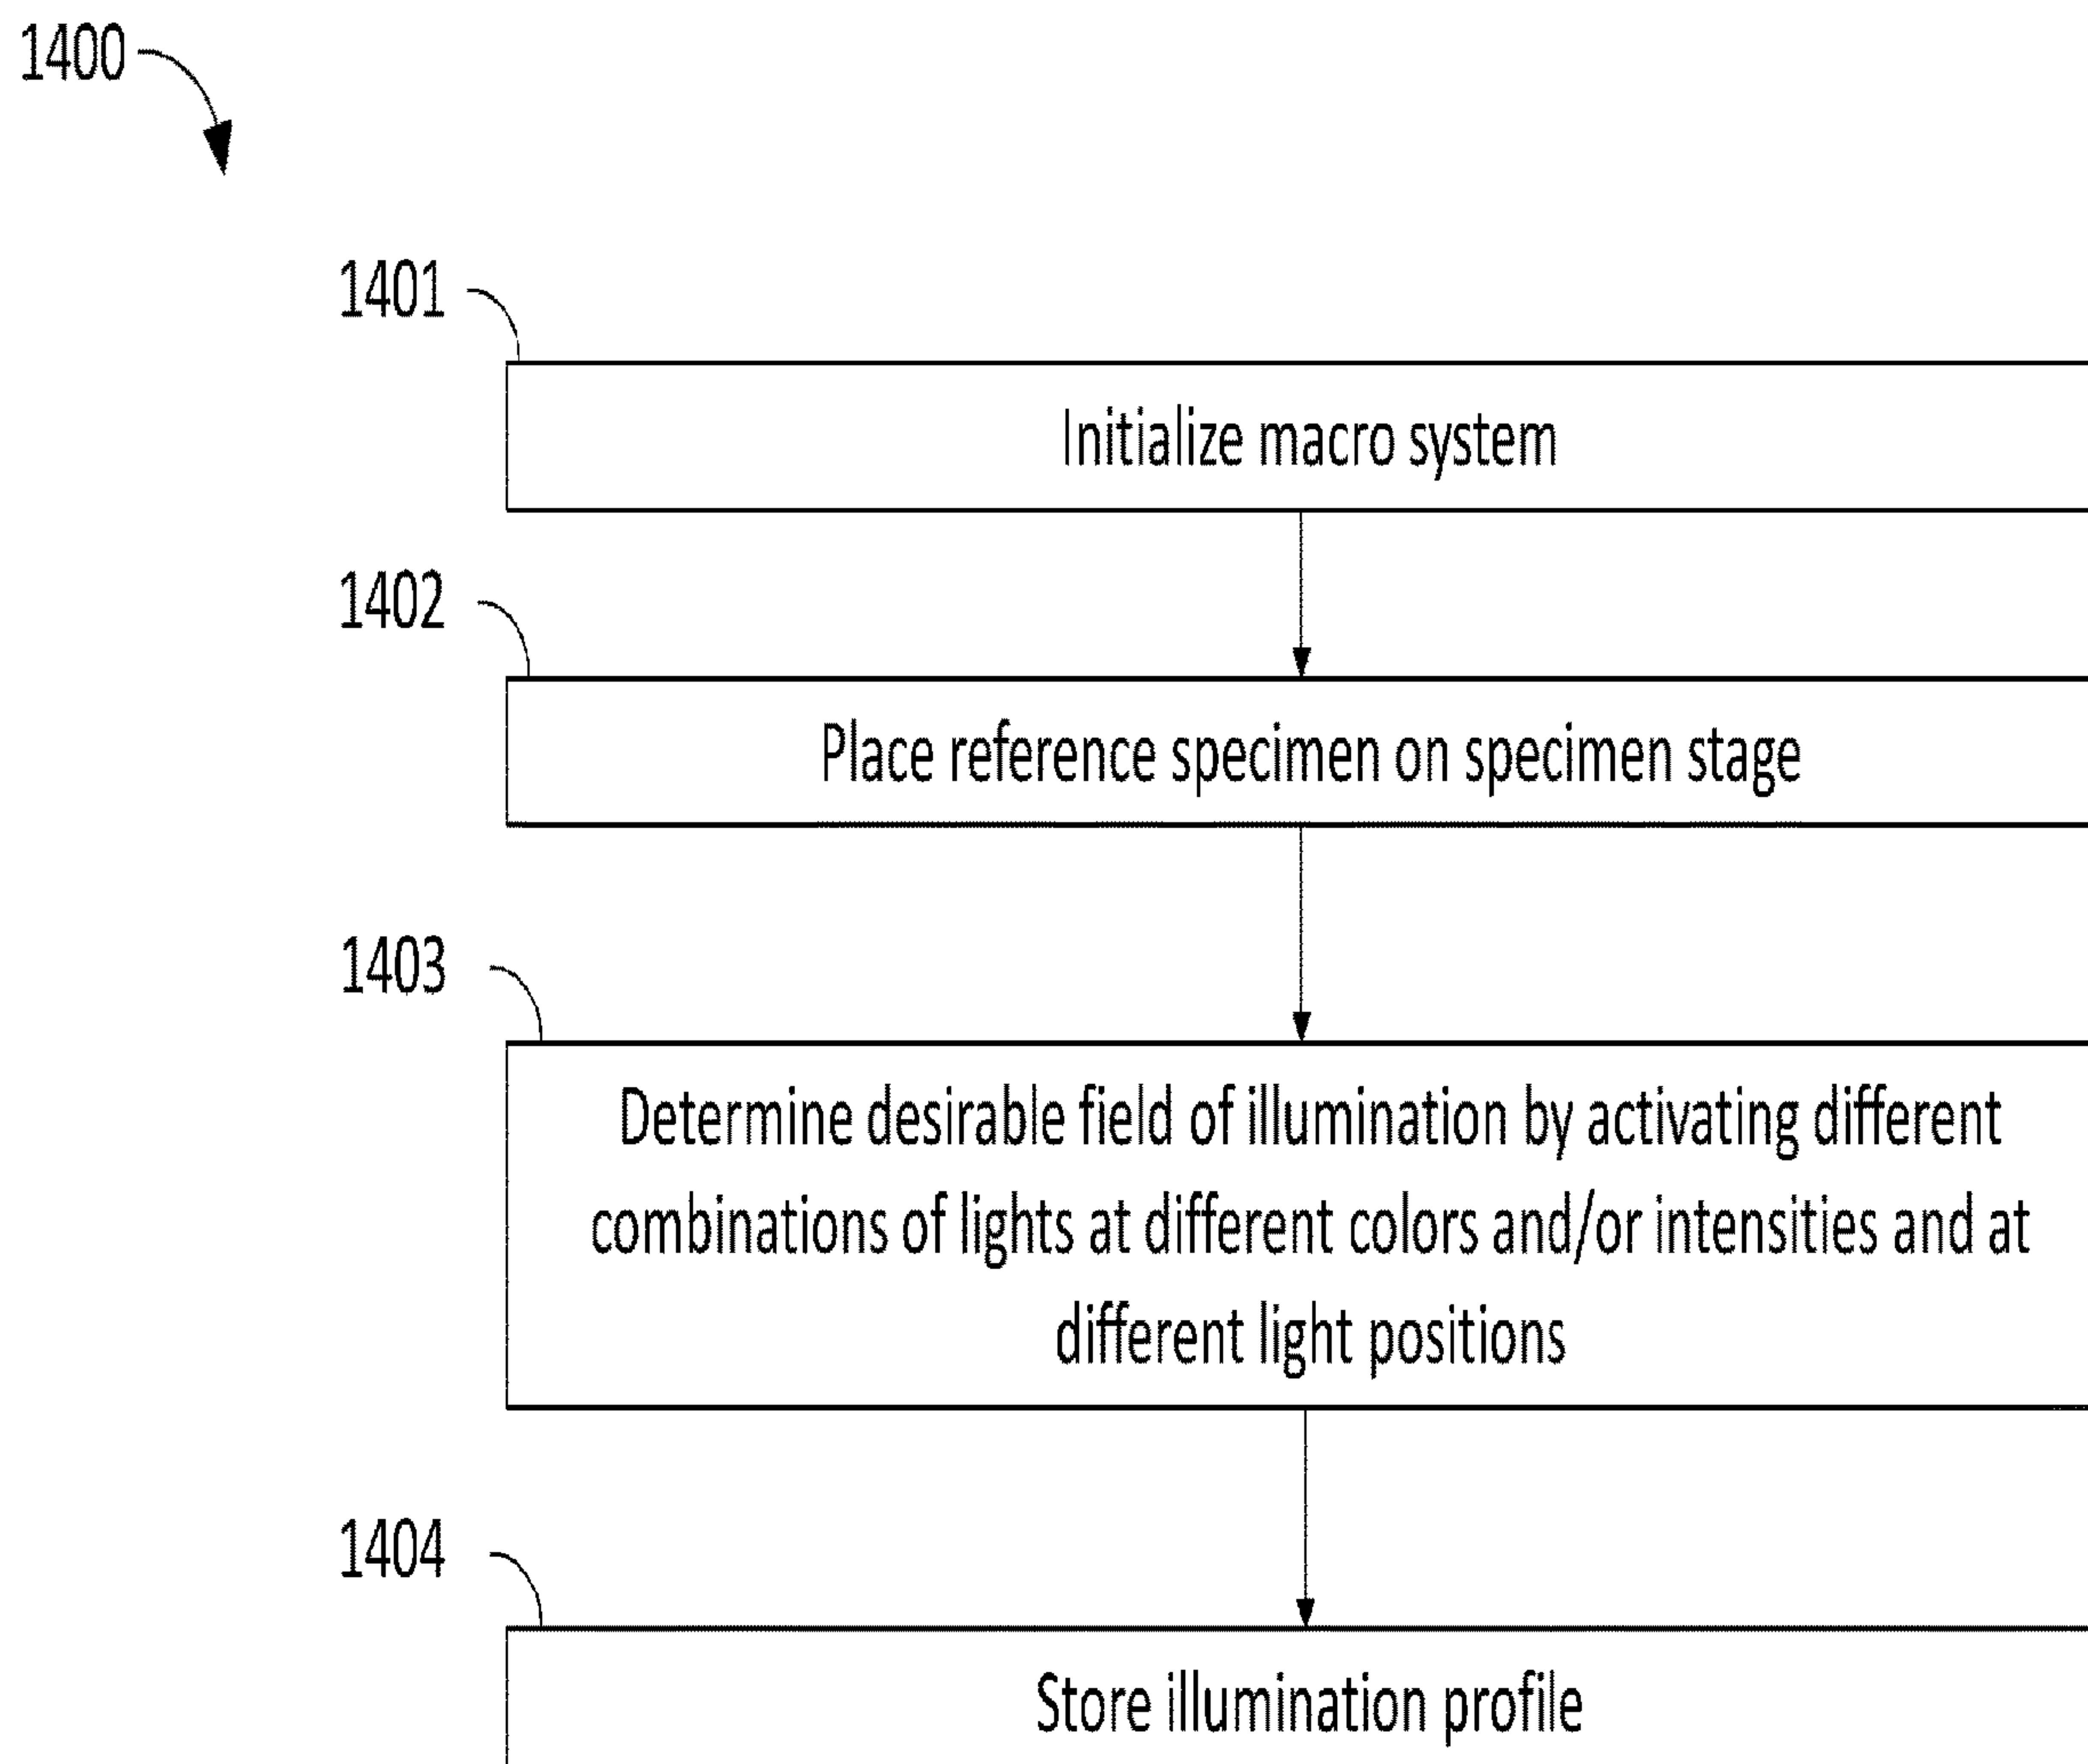 1400
1401
Initialize macro system
1402
Place reference specimen on specimen stage
1403
Determine desirable field of illumination by activating different
combinations of lights at different colors and/or intensities and at
different light positions
1404
Store illumination profile